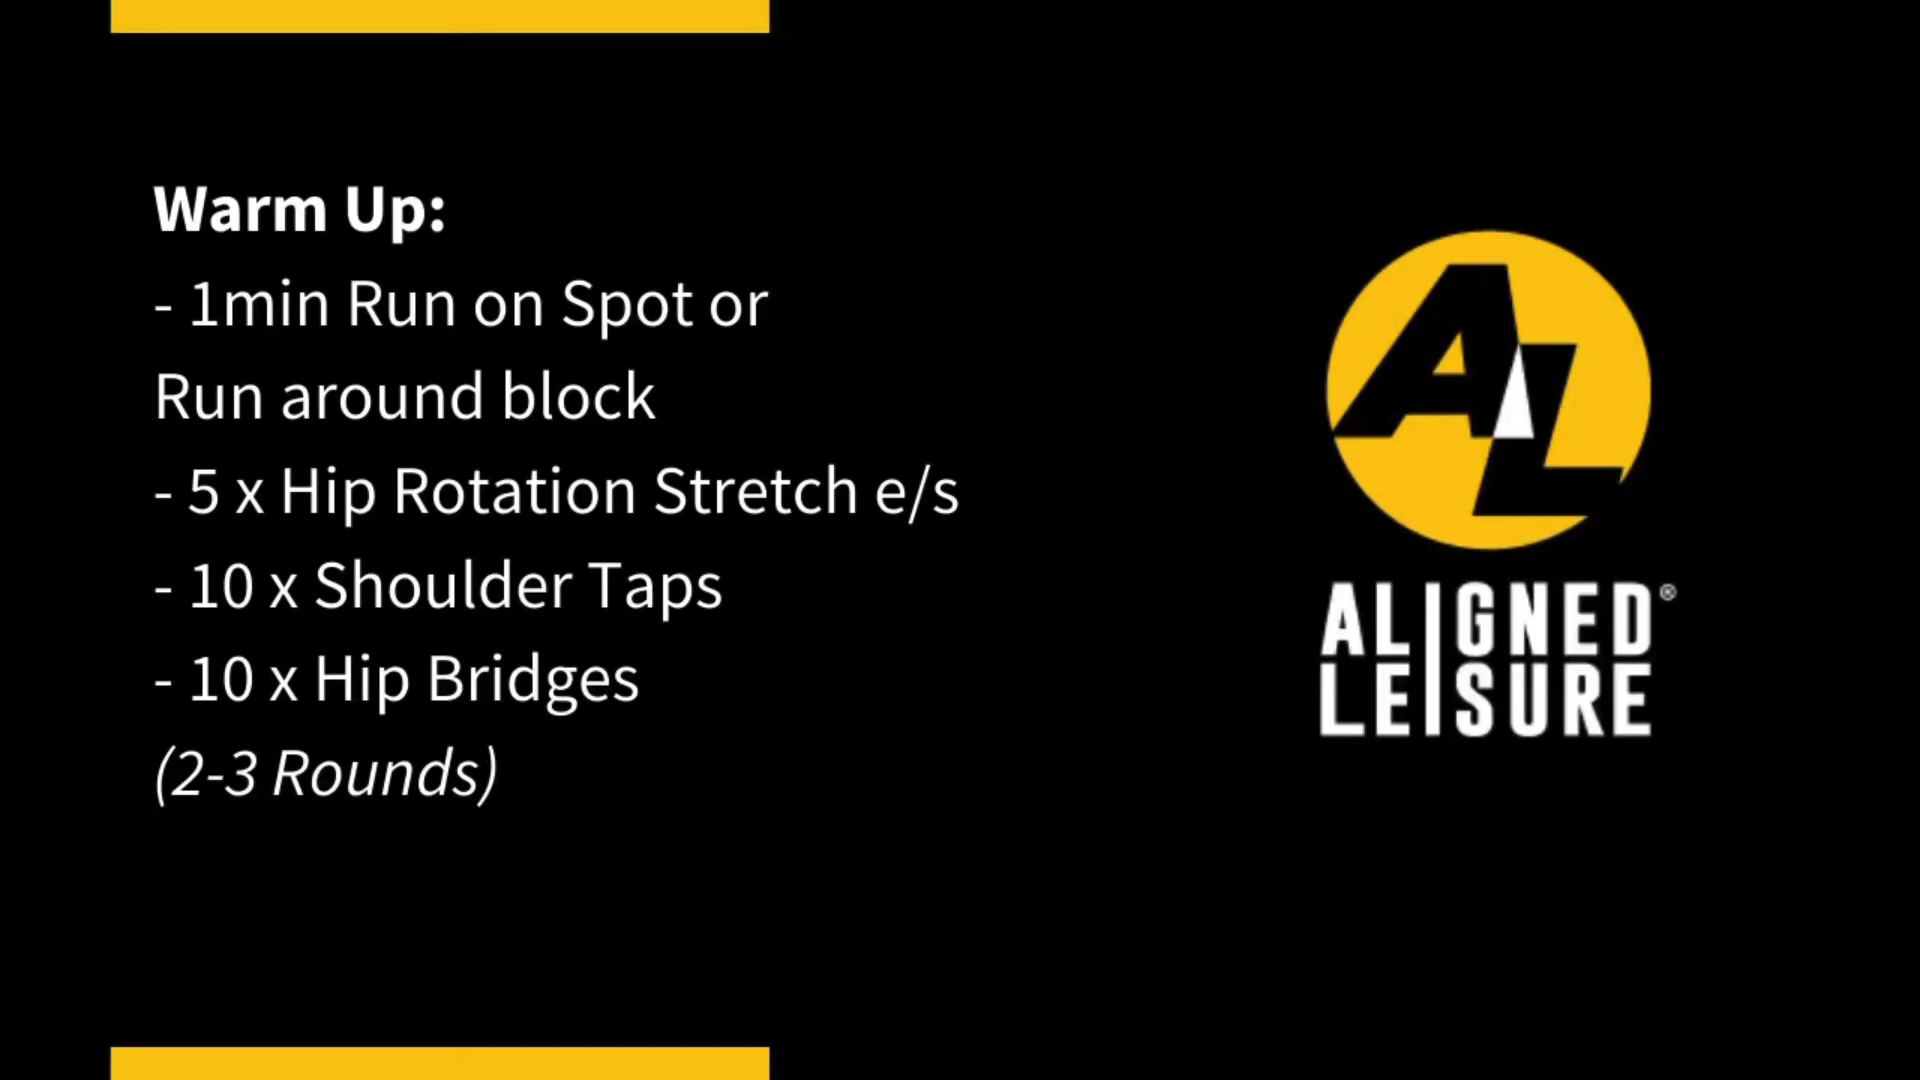 Warm Up:
- 1min Run on Spot or
Run around block
- 5 x Hip Rotation Stretch e/s
- 10 x Shoulder Taps
- 10 x Hip Bridges
(2-3 Rounds)
AL
ALIGNED®
LEISURE